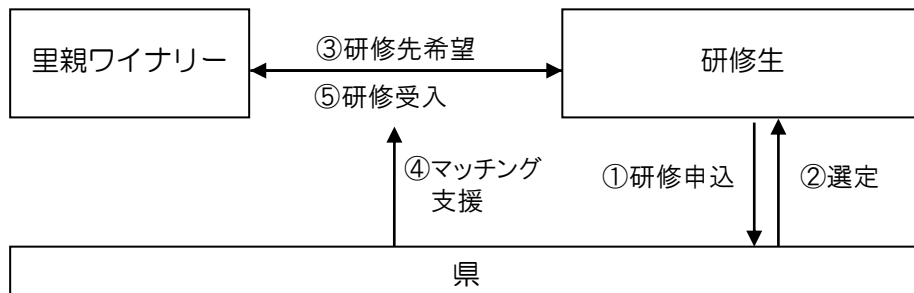 里親ワイナリー
③研修先希望
⑤研修受入
研修生
④マッチング
支援
①研修申込
②選定
県